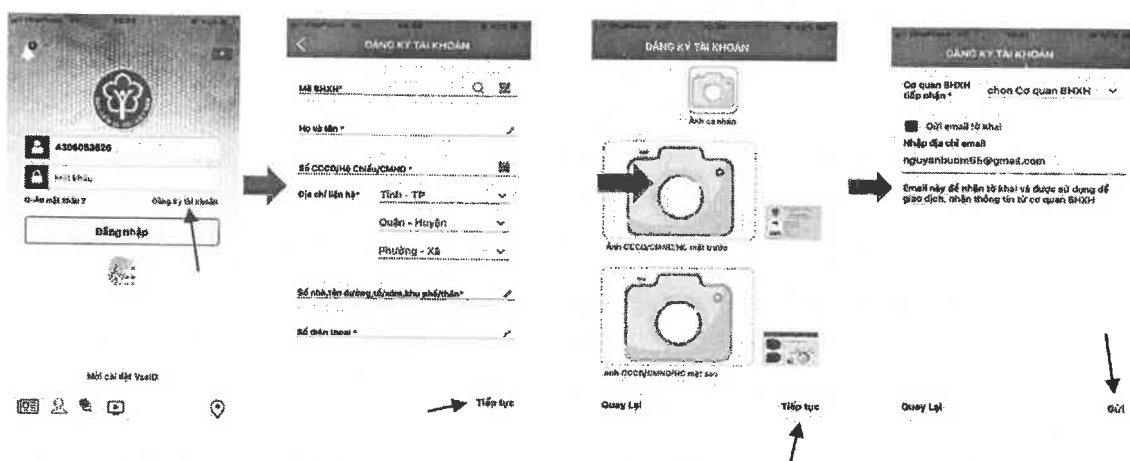 4306053626
Mật khẩu
Quên mật khẩu ?
Đăng ký tài khoản
Đăng nhập
Mời cài đặt VssID
ĐĂNG KÝ TÀI KHOẢN
Mã BHXH*
Họ và tên *
Số CCCD/Hộ Chiếu/CMND *
Địa chỉ liên hệ*
Tỉnh - TP
Quận - Huyện
Phường - Xã
Số nhà,tên đường,tổ/xóm,khu phố/thôn*
Số điện thoại *
Tiếp tục
ĐĂNG KÝ TÀI KHOẢN
Ảnh cá nhân
Ảnh CCCD/CMND/HC mặt trước
Ảnh CCCD/CMND/HC mặt sau
Quay Lại
Tiếp tục
ĐĂNG KÝ TÀI KHOẢN
Cơ quan BHXH
tiếp nhận *
chọn Cơ quan BHXH
Gửi email tờ khai
Nhập địa chỉ email
nguyenbuom65@gmail.com
Email này để nhận tờ khai và được sử dụng để
giao dịch, nhận thông tin từ cơ quan BHXH
Quay Lại
Gửi